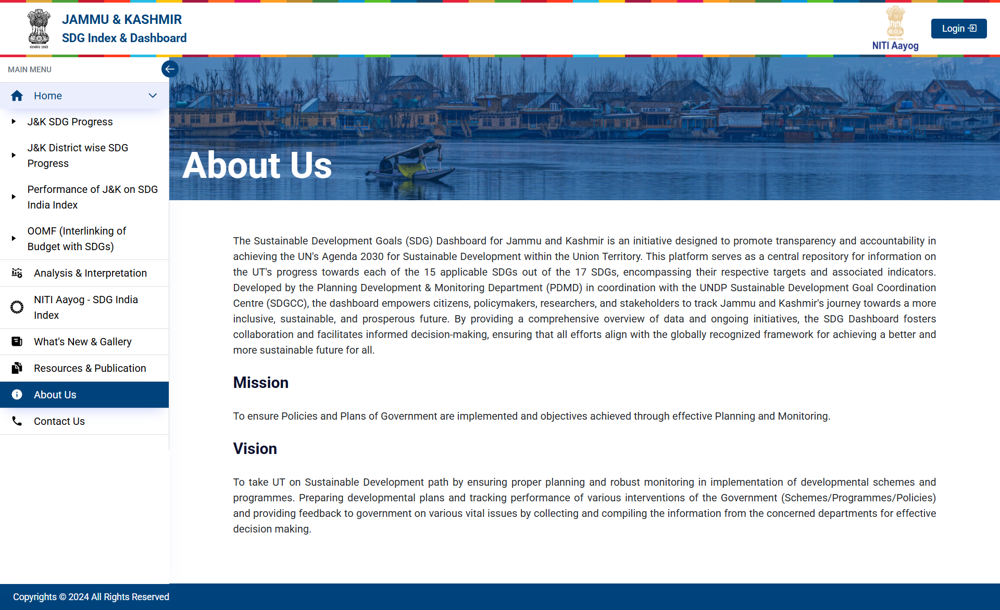 JAMMU & KASHMIR
SDG Index & Dashboard
सत्यमेव जयते
NITI Aayog
Login
MAIN MENU
Home
J&K SDG Progress
J&K District wise SDG
Progress
Performance of J&K on SDG
India Index
OOMF (Interlinking of
Budget with SDGs)
Analysis & Interpretation
NITI Aayog - SDG India
Index
What's New & Gallery
Resources & Publication
About Us
Contact Us
About Us
The Sustainable Development Goals (SDG) Dashboard for Jammu and Kashmir is an initiative designed to promote transparency and accountability in
achieving the UN's Agenda 2030 for Sustainable Development within the Union Territory. This platform serves as a central repository for information on
the UT's progress towards each of the 15 applicable SDGs out of the 17 SDGs, encompassing their respective targets and associated indicators.
Developed by the Planning Development & Monitoring Department (PDMD) in coordination with the UNDP Sustainable Development Goal Coordination
Centre (SDGCC), the dashboard empowers citizens, policymakers, researchers, and stakeholders to track Jammu and Kashmir's journey towards a more
inclusive, sustainable, and prosperous future. By providing a comprehensive overview of data and ongoing initiatives, the SDG Dashboard fosters
collaboration and facilitates informed decision-making, ensuring that all efforts align with the globally recognized framework for achieving a better and
more sustainable future for all.
Mission
To ensure Policies and Plans of Government are implemented and objectives achieved through effective Planning and Monitoring.
Vision
To take UT on Sustainable Development path by ensuring proper planning and robust monitoring in implementation of developmental schemes and
programmes. Preparing developmental plans and tracking performance of various interventions of the Government (Schemes/Programmes/Policies)
and providing feedback to government on various vital issues by collecting and compiling the information from the concerned departments for effective
decision making.
Copyrights © 2024 All Rights Reserved